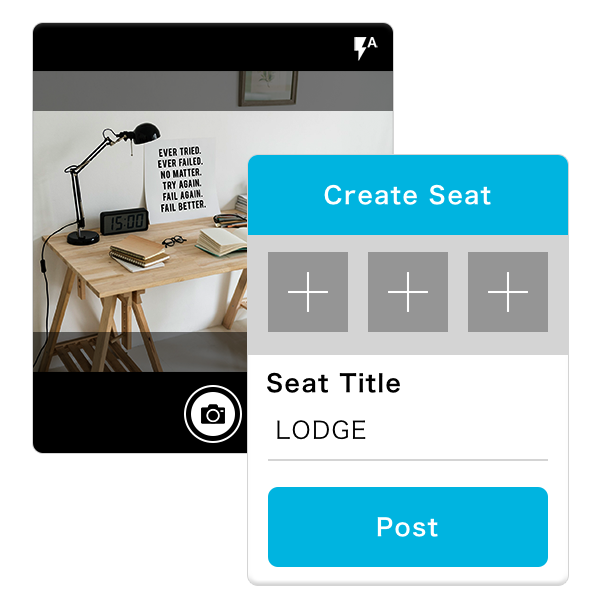 A
EVER TRIED.
EVER FAILED.
NO MATTER.
TRY AGAIN.
FAIL AGAIN.
FAIL BETTER.
15:00
Create Seat
Seat Title
LODGE
Post